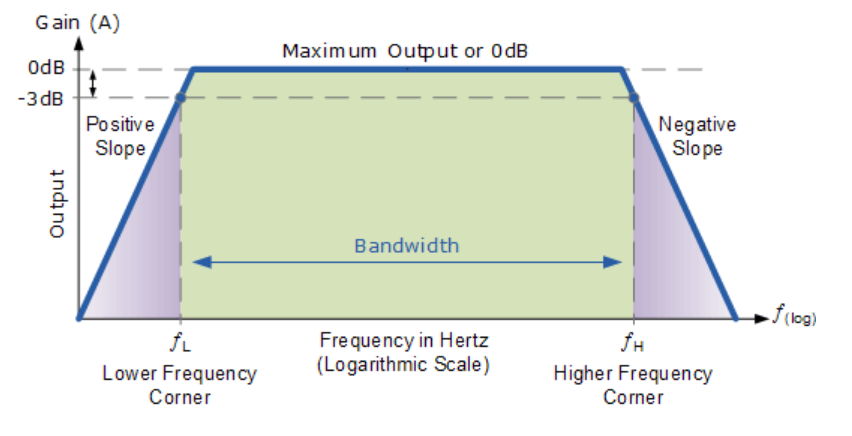 Gain (A)
Maximum Output or 0dB
0dB
-3dB
Positive
Slope
Negative
Slope
Output
Bandwidth
f(log)
fL
Frequency in Hertz
(Logarithmic Scale)
fH
Lower Frequency
Corner
Higher Frequency
Corner